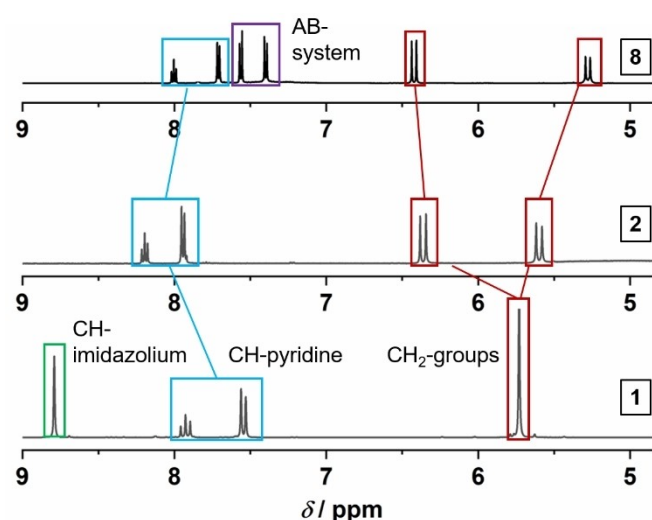 AB-
system
8
9 8 7 6 5
2
9 8 7 6 5
CH-
imidazolium
CH-pyridine
CH₂-groups
1
9 8 7 6 5
δ / ppm